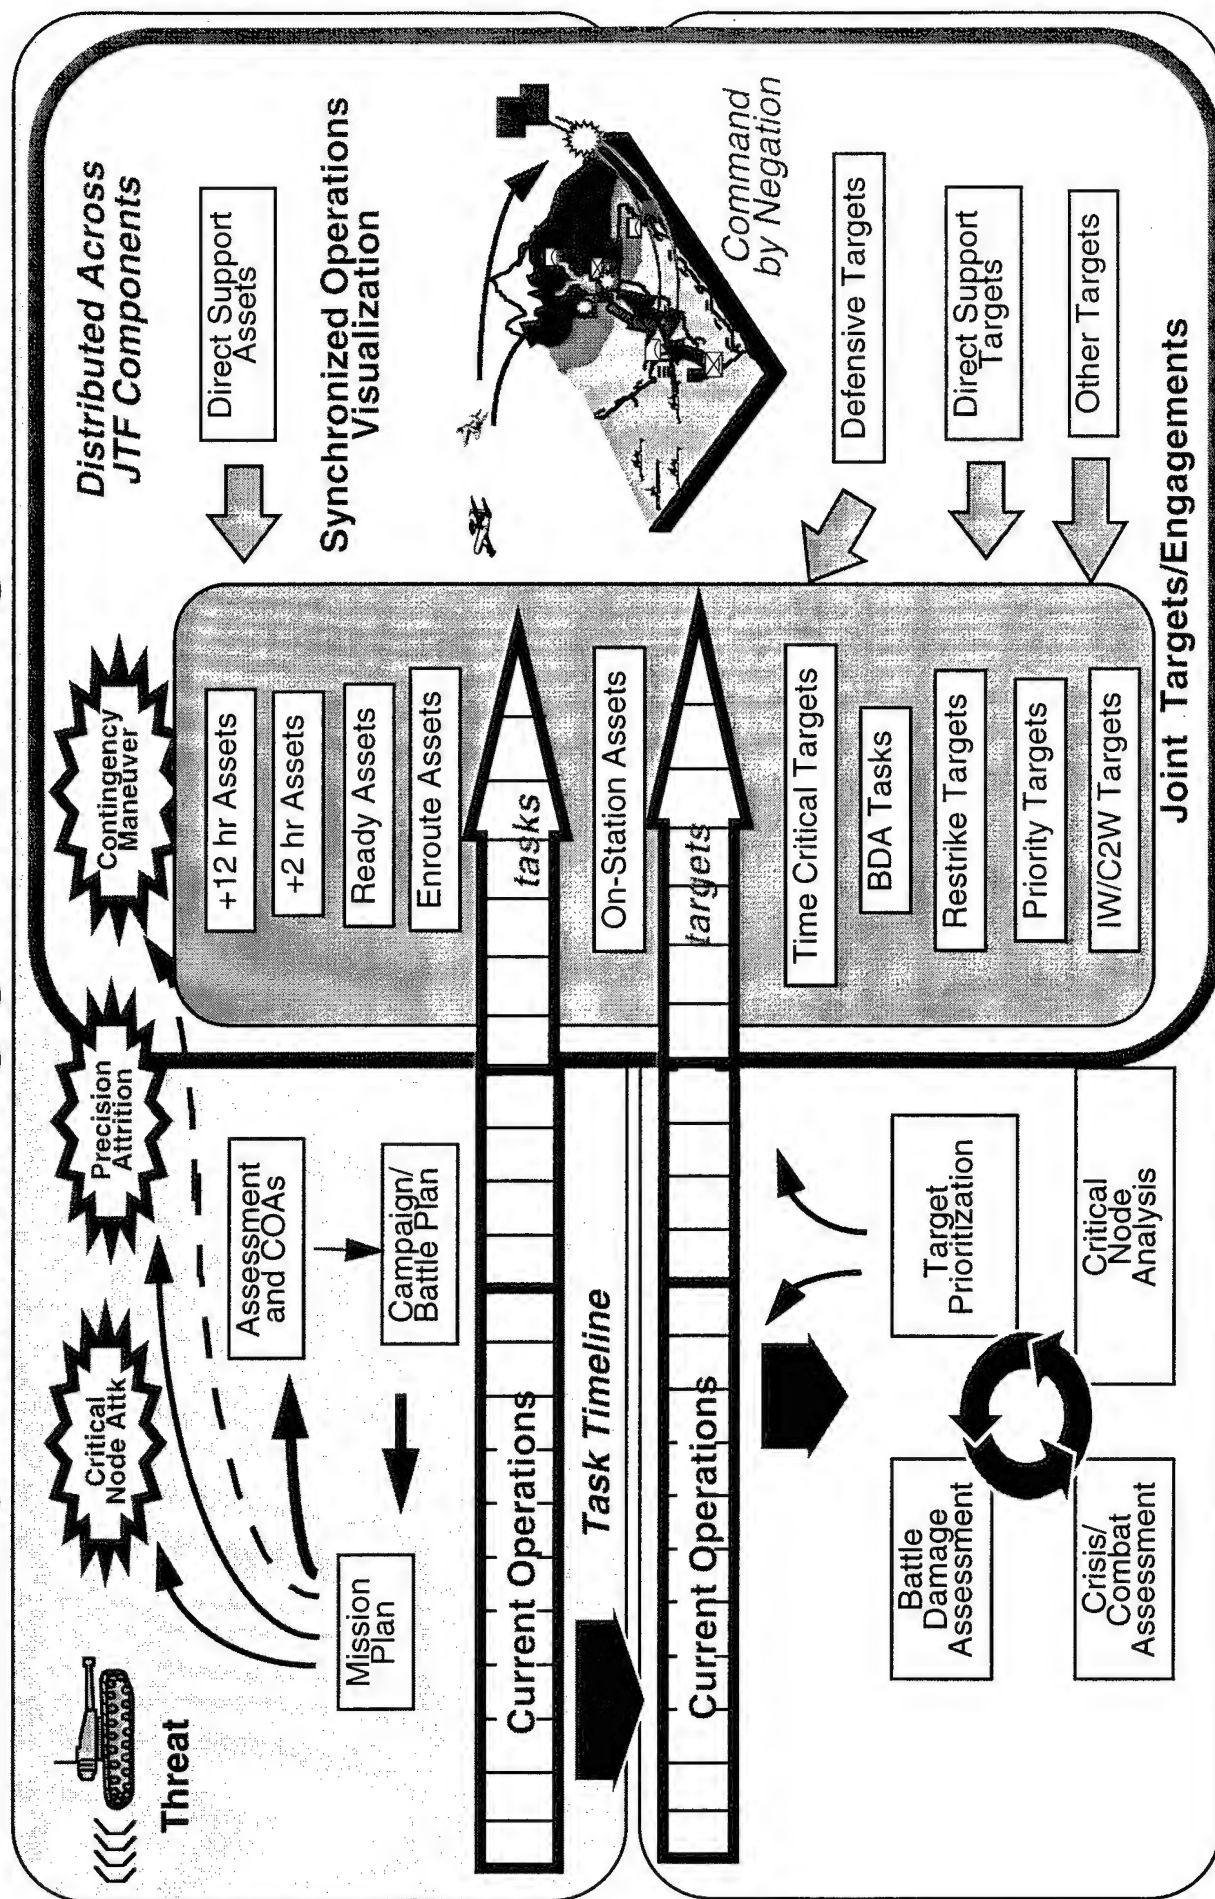 Threat
Critical
Node Attk
Precision
Attrition
Contingency
Maneuver
Mission
Plan
Assessment
and COAs
Campaign/
Battle Plan
Current Operations
tasks
Task Timeline
Current Operations
targets
Target
Prioritization
Battle
Damage
Assessment
Crisis/
Combat
Assessment
Critical
Node
Analysis
+12 hr Assets
+2 hr Assets
Ready Assets
Enroute Assets
On-Station Assets
Time Critical Targets
BDA Tasks
Restrike Targets
Priority Targets
IW/C2W Targets
Distributed Across
JTF Components
Direct Support
Assets
Synchronized Operations
Visualization
Command
by Negation
Defensive Targets
Direct Support
Targets
Other Targets
Joint Targets/Engagements